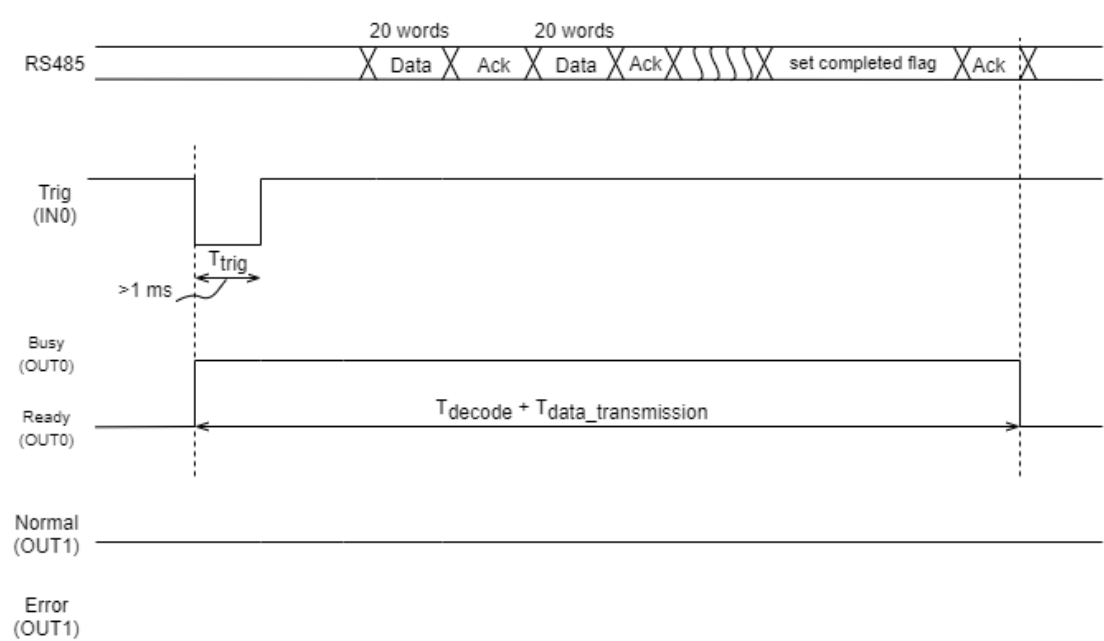 20 words 20 words
RS485 Data Ack Data Ack set completed flag Ack
Trig
(IN0)
Ttrig
>1 ms
Busy
(OUT0)
Tdecode + Tdata_transmission
Ready
(OUT0)
Normal
(OUT1)
Error
(OUT1)